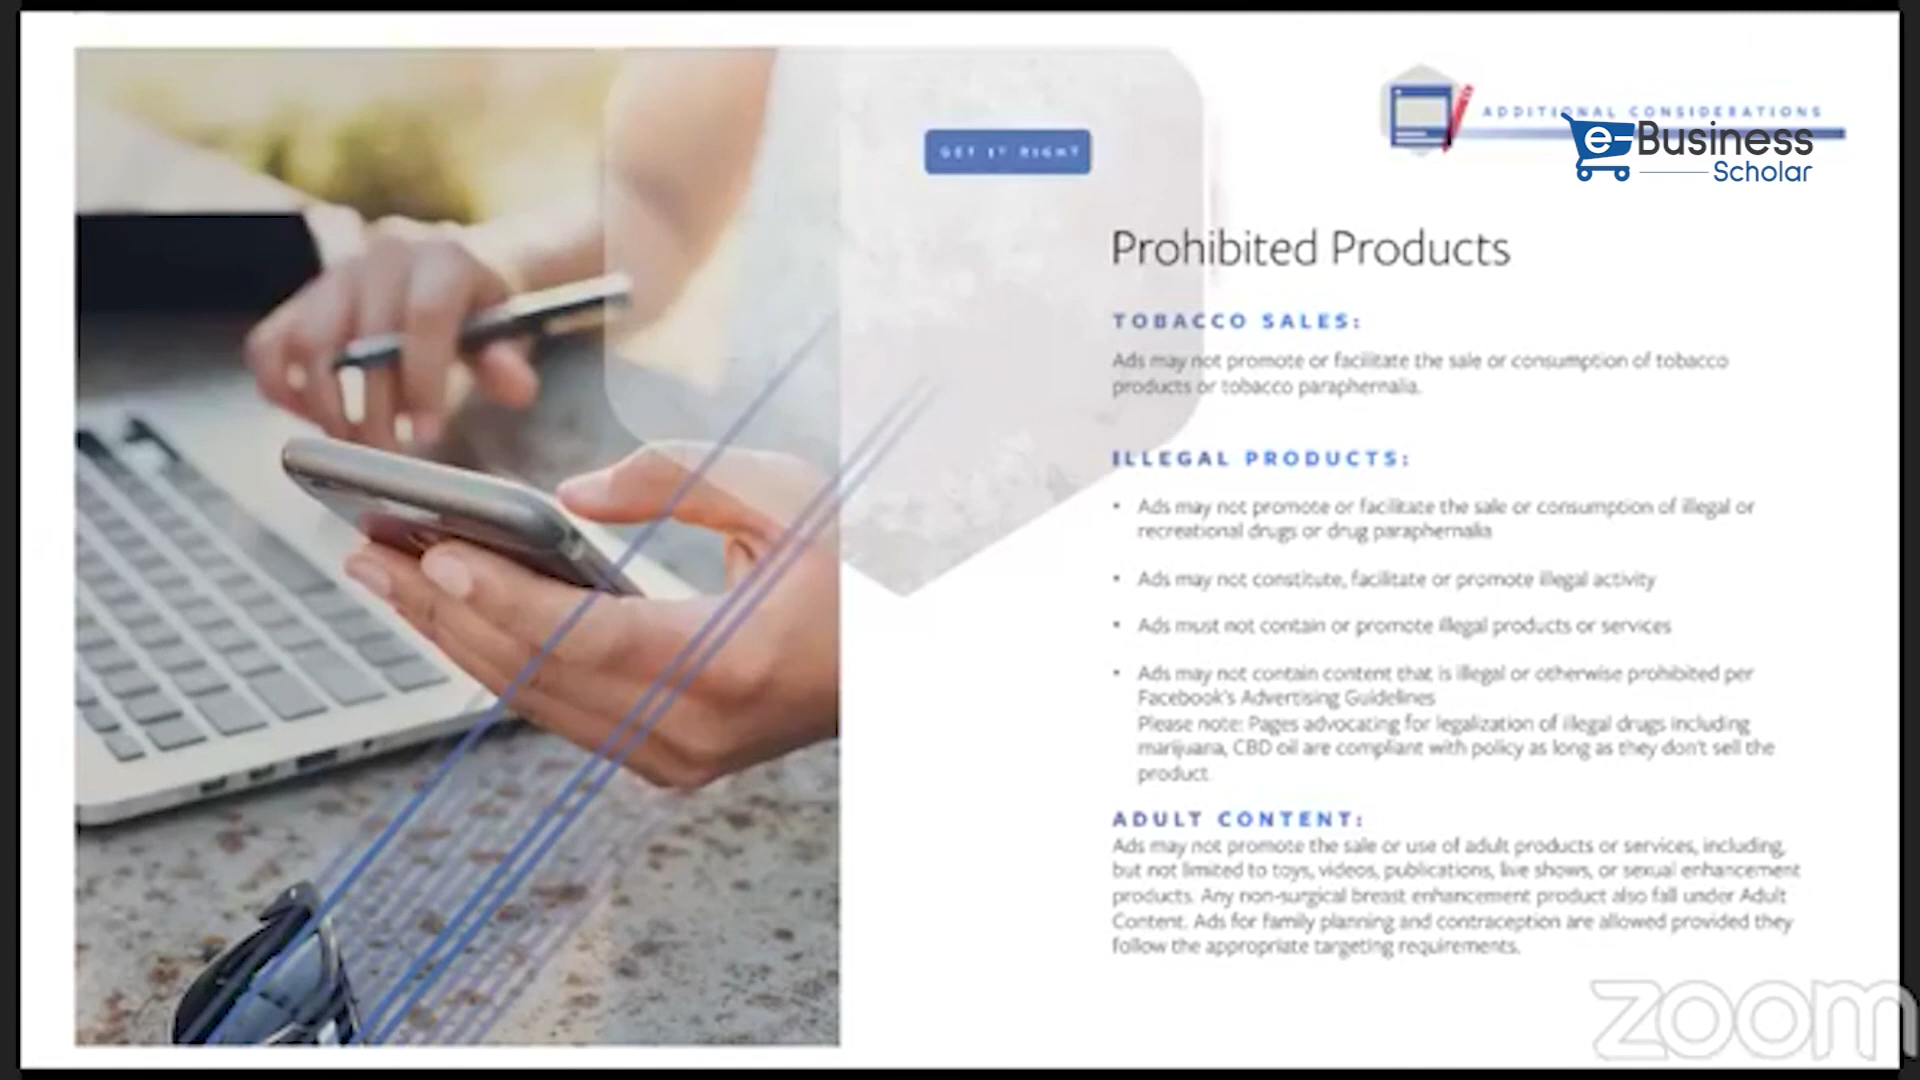 GET IT RIGHT
ADDITIONAL CONSIDERATIONS
e-Business
Scholar
Prohibited Products
TOBACCO SALES:
Ads may not promote or facilitate the sale or consumption of tobacco
products or tobacco paraphernalia.
ILLEGAL PRODUCTS:
• Ads may not promote or facilitate the sale or consumption of illegal or
recreational drugs or drug paraphernalia
• Ads may not constitute, facilitate or promote illegal activity
• Ads must not contain or promote illegal products or services
• Ads may not contain content that is illegal or otherwise prohibited per
Facebook's Advertising Guidelines
Please note: Pages advocating for legalization of illegal drugs including
marijuana, CBD oil are compliant with policy as long as they don't sell the
product
ADULT CONTENT:
Ads may not promote the sale or use of adult products or services, including,
but not limited to toys, videos, publications, live shows, or sexual enhancement
products. Any non-surgical breast enhancement product also fall under Adult
Content. Ads for family planning and contraception are allowed provided they
follow the appropriate targeting requirements.
zoom